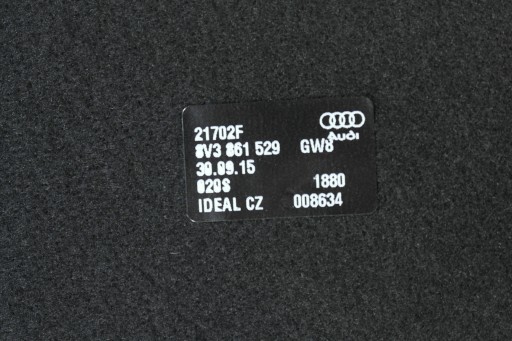 21702F
Audi
8V3 861 529 GW8
30.09.15
020S 1880
IDEAL CZ 008634